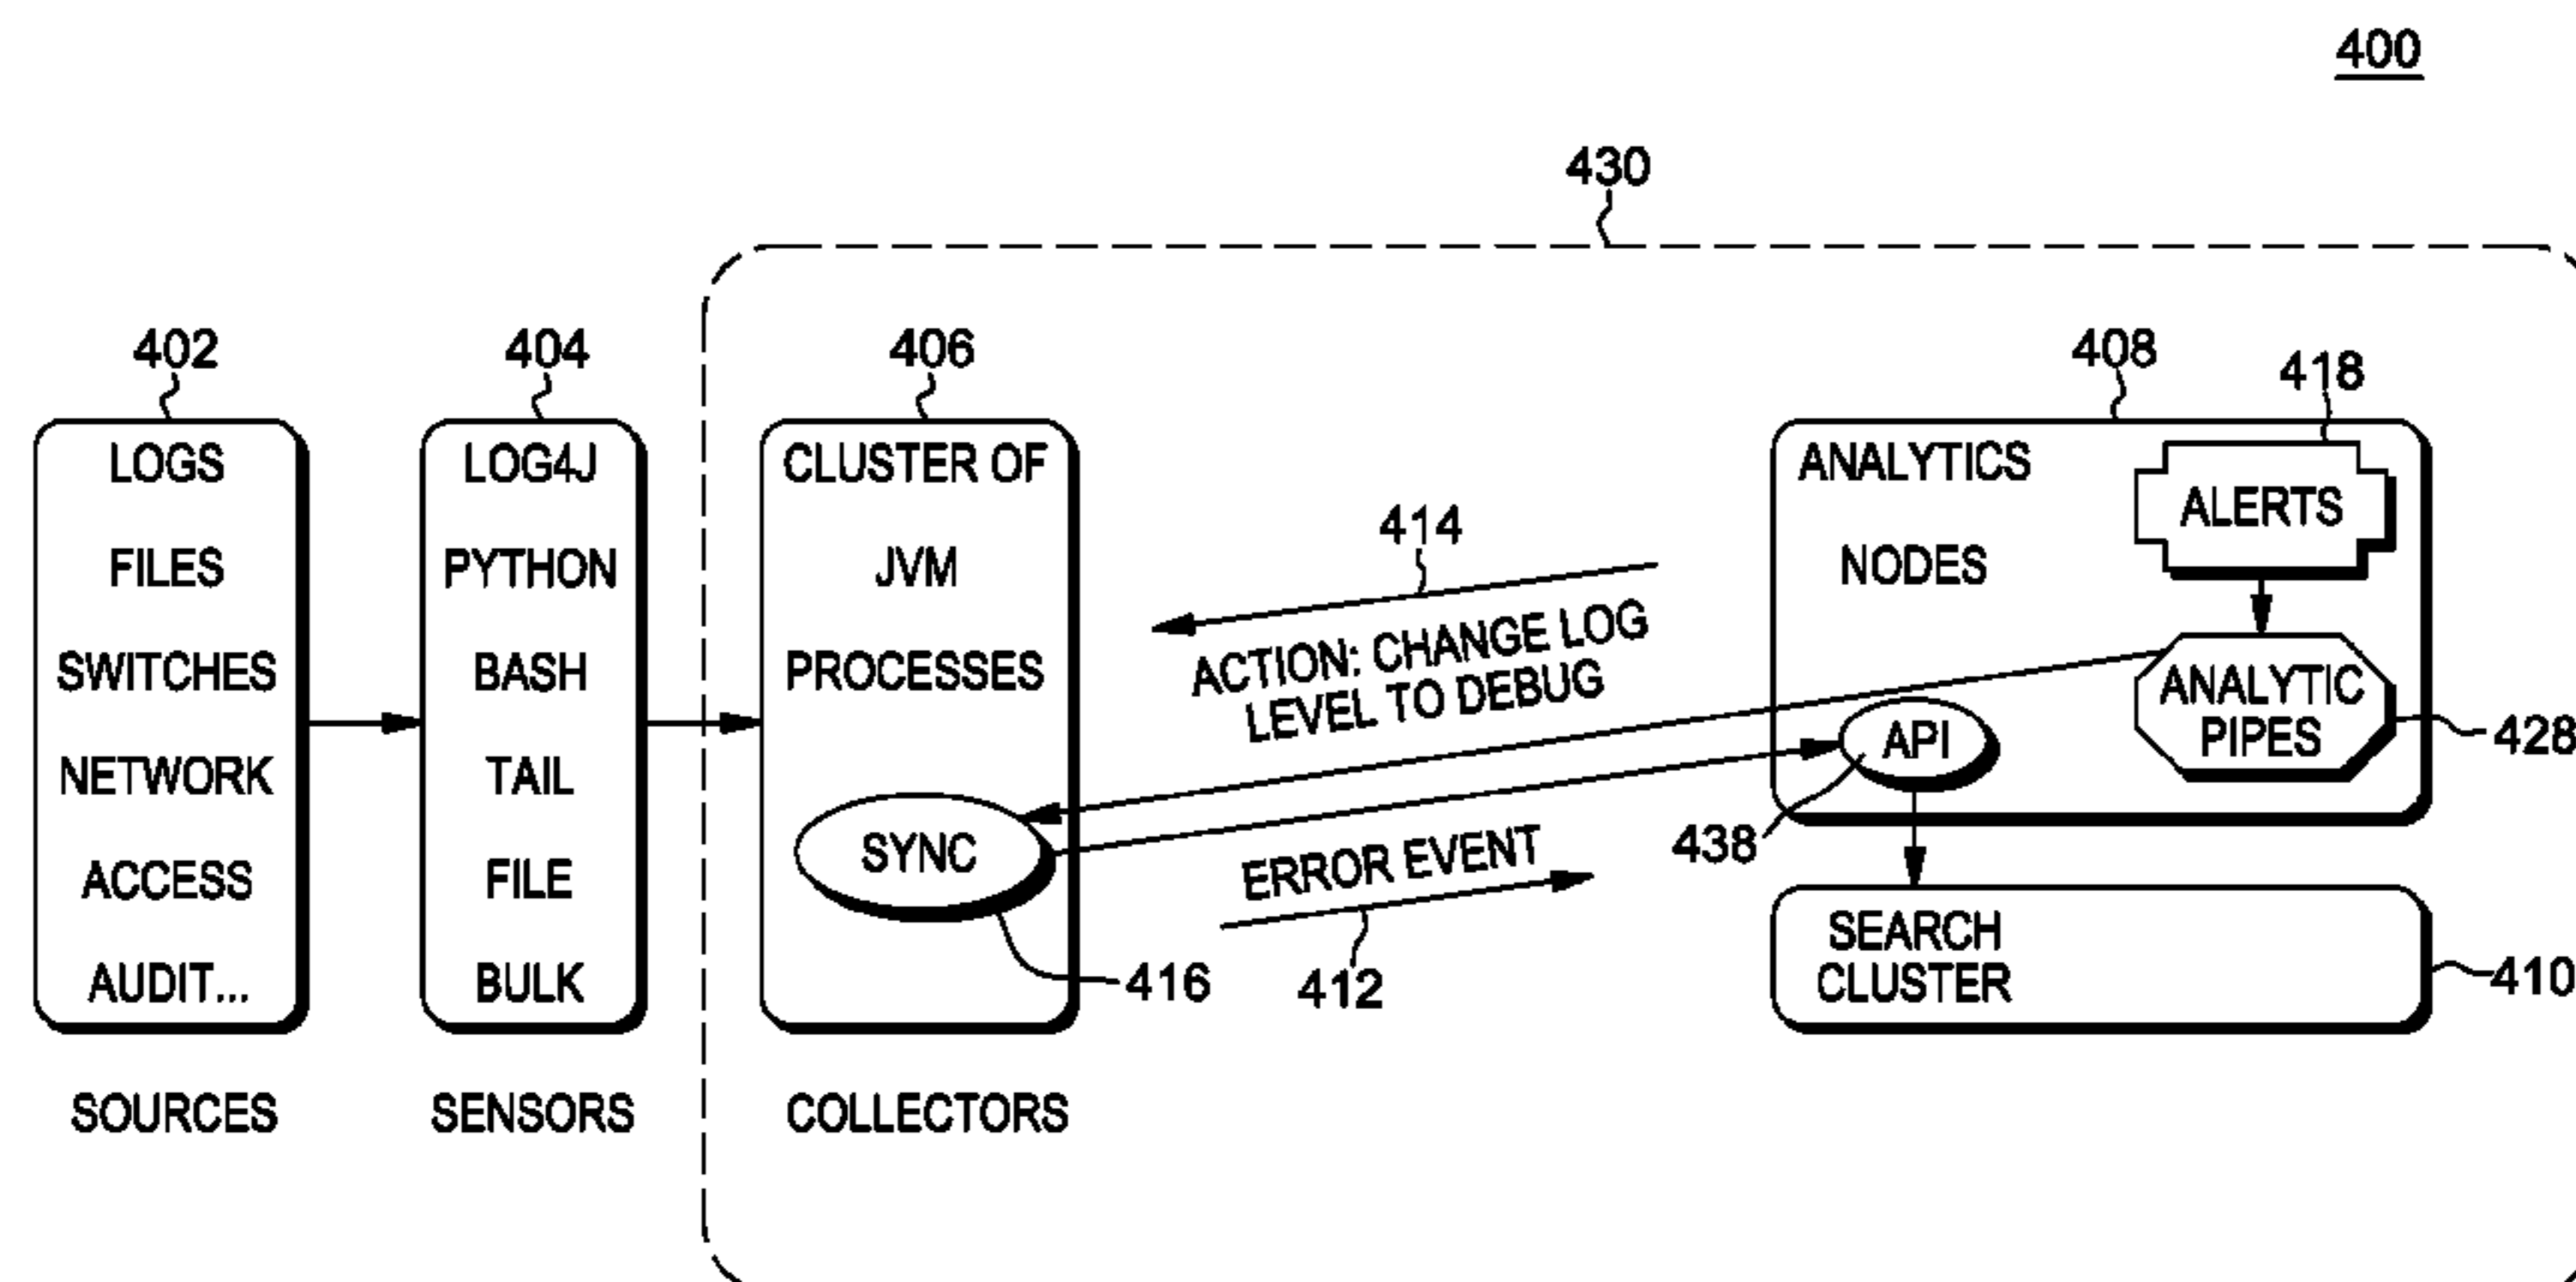 400
430
402
404
406
408
418
LOGS
FILES
SWITCHES
NETWORK
ACCESS
AUDIT...
SOURCES
LOG4J
PYTHON
BASH
TAIL
FILE
BULK
SENSORS
CLUSTER OF
JVM
PROCESSES
SYNC
416
COLLECTORS
414
ACTION: CHANGE LOG
LEVEL TO DEBUG
ERROR EVENT
412
ANALYTICS
NODES
ALERTS
ANALYTIC
PIPES
428
API
438
SEARCH
CLUSTER
410